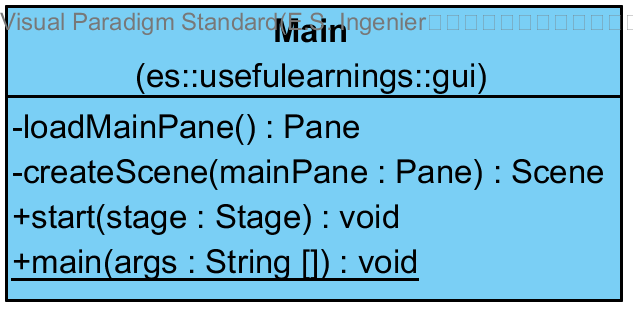 Visual Paradigm Standard(E.S. Ingenier
Main
(es::usefulearnings::gui)
-loadMainPane() : Pane
-createScene(mainPane : Pane) : Scene
+start(stage : Stage) : void
+main(args : String []) : void